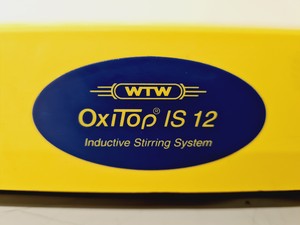 WTW
OxiTop® IS 12
Inductive Stirring System